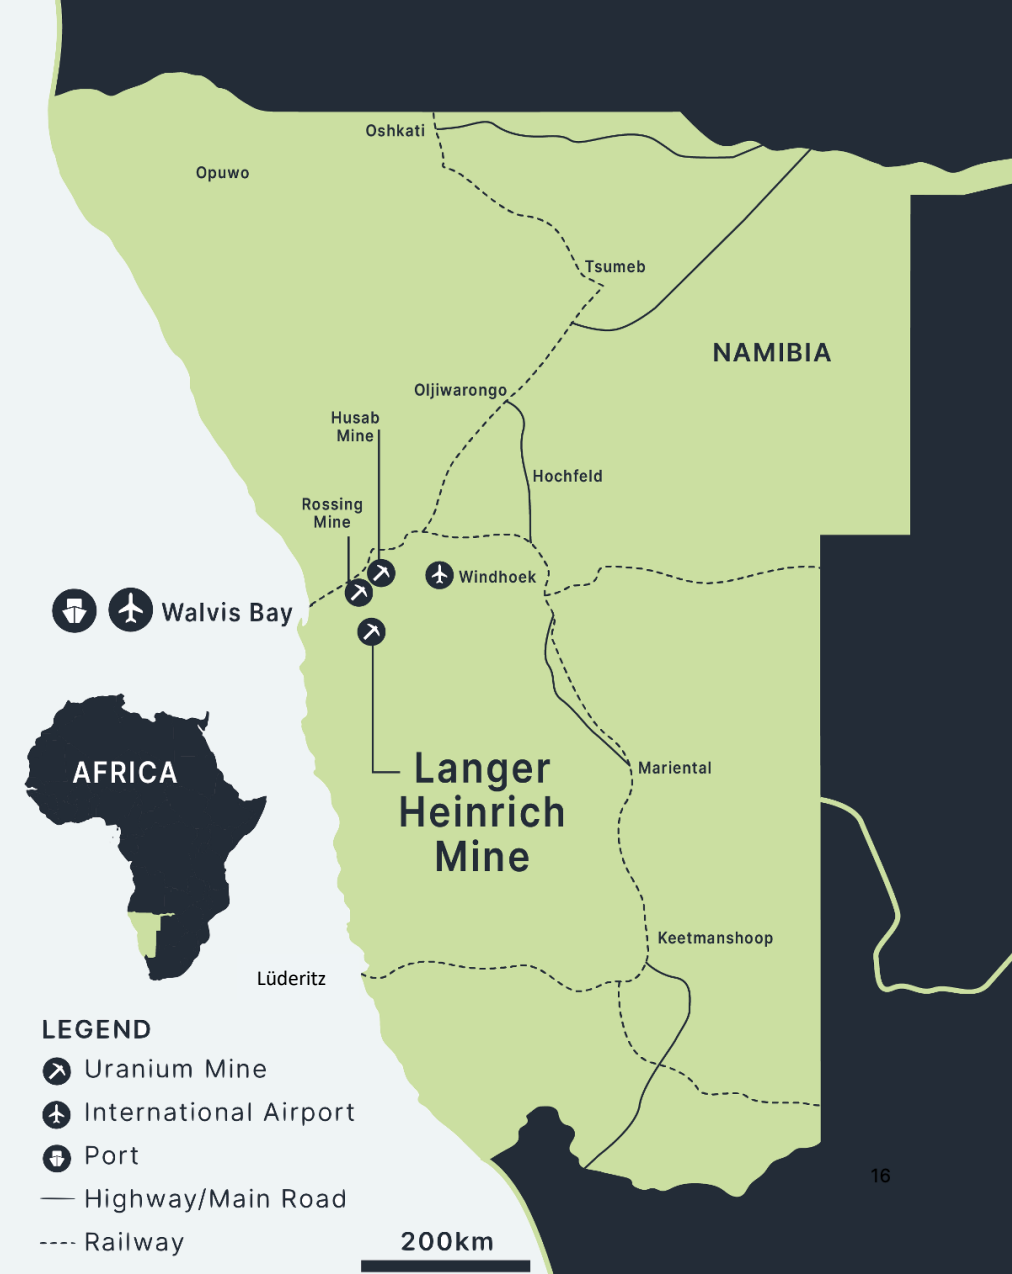 Oshkati
Opuwo
Tsumeb
NAMIBIA
Oljiwarongo
Husab
Mine
Hochfeld
Rossing
Mine
Windhoek
Walvis Bay
Langer
Heinrich
Mine
AFRICA
Mariental
Keetmanshoop
Lüderitz
LEGEND
Uranium Mine
International Airport
Port
Highway/Main Road
Railway
16
200km